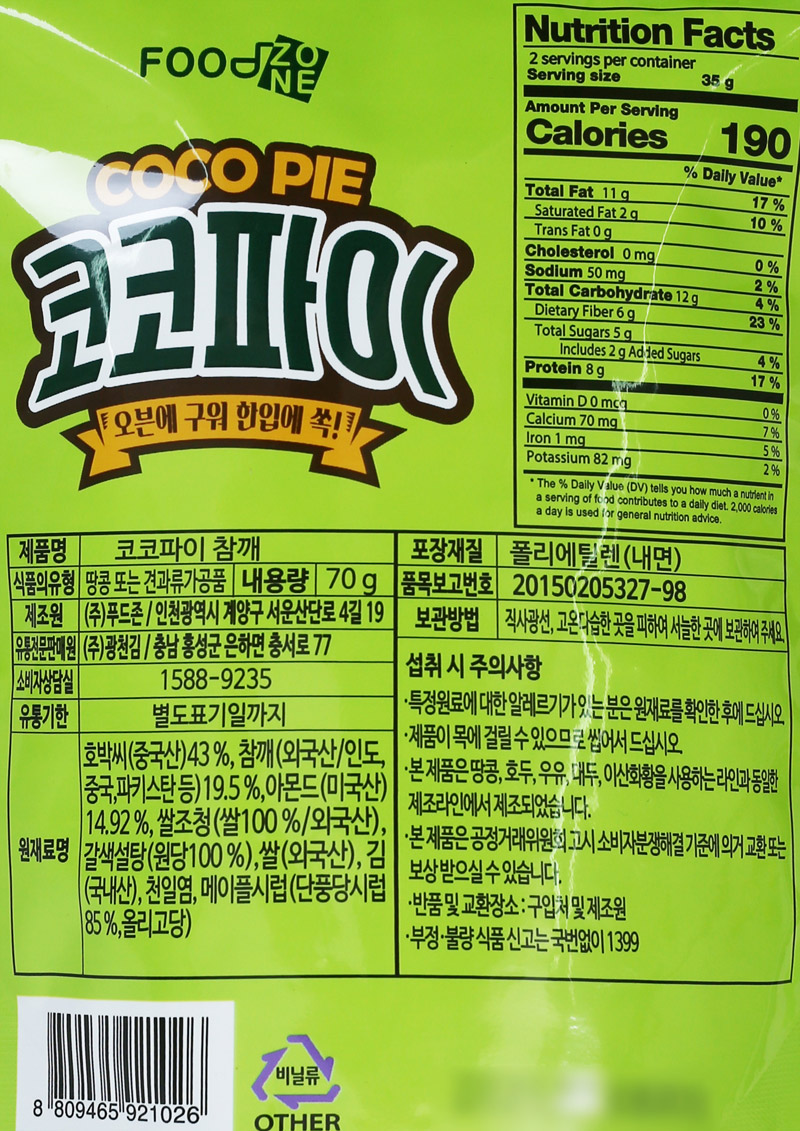 FOODZONE
COCO PIE
코코파이
오븐에 구워 한입에 쏙!
Nutrition Facts
2 servings per container
Serving size 35 g
Amount Per Serving
Calories 190
% Daily Value*
Total Fat 11 g 17 %
Saturated Fat 2 g 10 %
Trans Fat 0 g
Cholesterol 0 mg 0 %
Sodium 50 mg 2 %
Total Carbohydrate 12 g 4 %
Dietary Fiber 6 g 23 %
Total Sugars 5 g
Includes 2 g Added Sugars 4 %
Protein 8 g 17 %
Vitamin D 0 mcg 0 %
Calcium 70 mg 7 %
Iron 1 mg 5 %
Potassium 82 mg 2 %
* The % Daily Value (DV) tells you how much a nutrient in
a serving of food contributes to a daily diet. 2,000 calories
a day is used for general nutrition advice.
제품명 코코파이 참깨
식품의유형 땅콩 또는 견과류가공품 내용량 70 g
제조원 (주)푸드존 / 인천광역시 계양구 서운산단로 4길 19
유통전문판매원 (주)광천김 / 충남 홍성군 은하면 충서로 77
소비자상담실 1588-9235
유통기한 별도표기일까지
원재료명
호박씨(중국산)43 %, 참깨(외국산/인도,
중국,파키스탄 등) 19.5 %,아몬드(미국산)
14.92 %, 쌀조청(쌀100 %/외국산),
갈색설탕(원당100 %),쌀(외국산), 김
(국내산), 천일염, 메이플시럽(단풍당시럽
85 %,올리고당)
포장재질 폴리에틸렌(내면)
품목보고번호 20150205327-98
보관방법 직사광선, 고온다습한 곳을 피하여 서늘한 곳에 보관하여 주세요.
섭취 시 주의사항
·특정원료에 대한 알레르기가 있는 분은 원재료를 확인한 후에 드십시오.
·제품이 목에 걸릴 수 있으므로 씹어서 드십시오.
·본 제품은 땅콩, 호두, 우유, 대두, 이산화황을 사용하는 라인과 동일한
제조라인에서 제조되었습니다.
·본 제품은 공정거래위원회 고시 소비자분쟁해결 기준에 의거 교환 또는
보상 받으실 수 있습니다.
·반품 및 교환장소 : 구입처 및 제조원
·부정·불량 식품 신고는 국번없이 1399
8 809465 921026
비닐류
OTHER